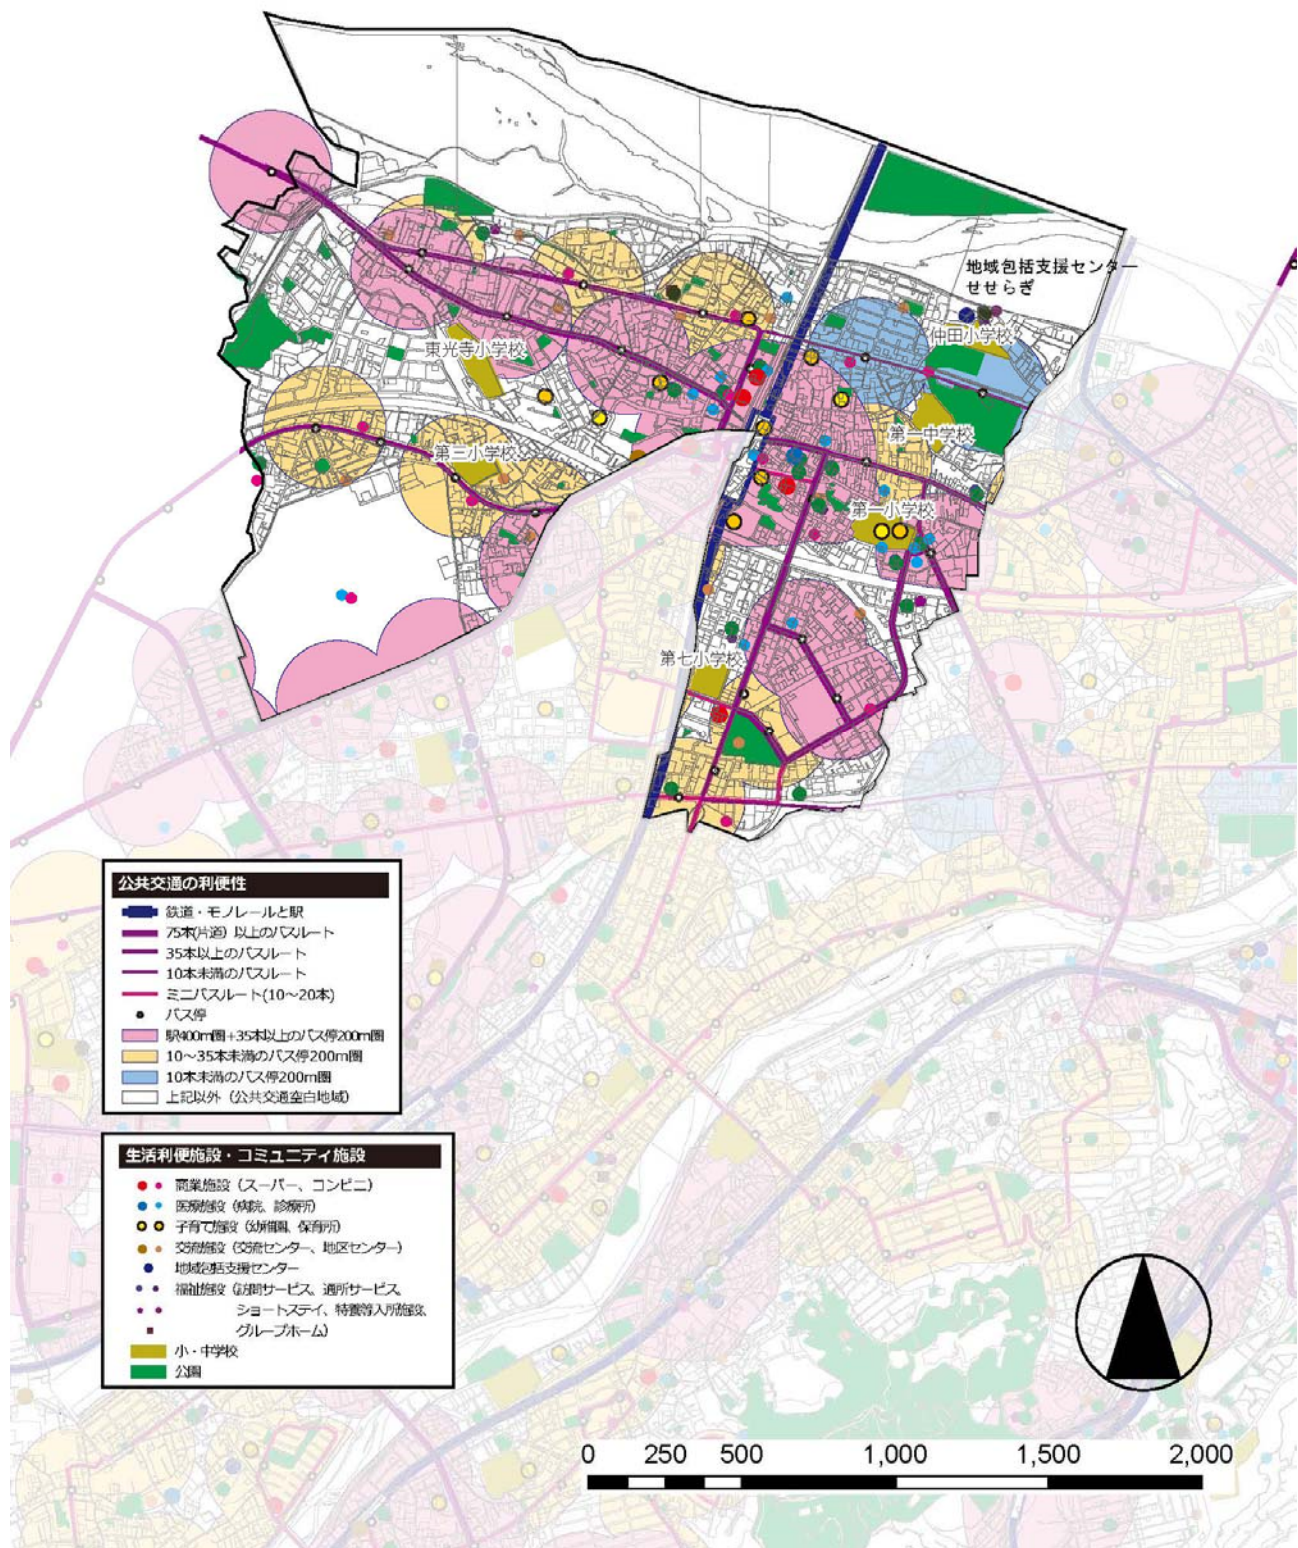 地域包括支援センター
せせらぎ
仲田小学校
東光寺小学校
第一中学校
第三小学校
第一小学校
第七小学校
公共交通の利便性
鉄道・モノレールと駅
75本(片道)以上のバスルート
35本以上のバスルート
10本未満のバスルート
ミニバスルート(10～20本)
バス停
駅400m圏+35本以上のバス停200m圏
10～35本未満のバス停200m圏
10本未満のバス停200m圏
上記以外（公共交通空白地域）
生活利便施設・コミュニティ施設
商業施設（スーパー、コンビニ）
医療施設（病院、診療所）
子育て施設（幼稚園、保育所）
交流施設（交流センター、地区センター）
地域包括支援センター
福祉施設（訪問サービス、通所サービス、
ショートステイ、特養等入所施設、
グループホーム）
小・中学校
公園
0 250 500 1,000 1,500 2,000